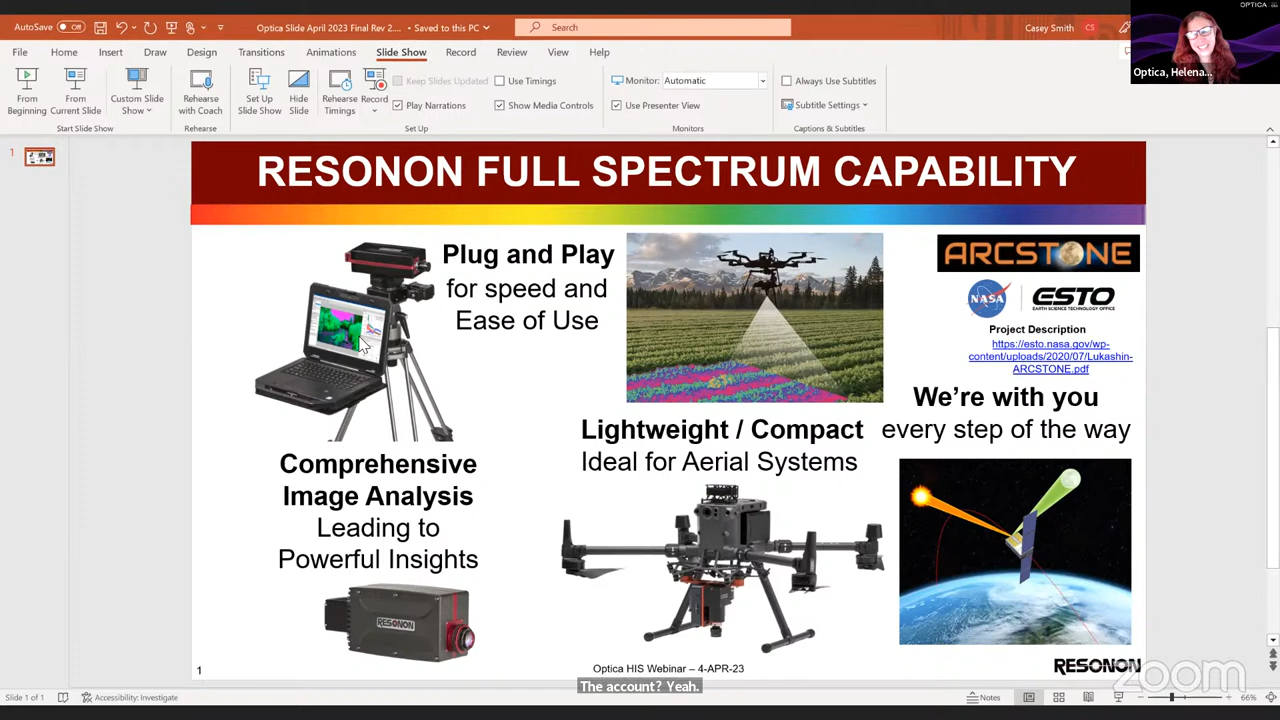 AutoSave Off
Optica Slide April 2023 Final Rev 2.... • Saved to this PC
Search
Casey Smith
CS
OPTICA
Optica, Helena...
File
Home
Insert
Draw
Design
Transitions
Animations
Slide Show
Record
Review
View
Help
From Beginning
From Current Slide
Custom Slide Show
Rehearse with Coach
Set Up Slide Show
Hide Slide
Rehearse Timings
Record
Keep Slides Updated
Play Narrations
Use Timings
Show Media Controls
Monitor: Automatic
Use Presenter View
Always Use Subtitles
Subtitle Settings
Start Slide Show
Rehearse
Set Up
Monitors
Captions & Subtitles
1
RESONON FULL SPECTRUM CAPABILITY
Plug and Play
for speed and
Ease of Use
Comprehensive
Image Analysis
Leading to
Powerful Insights
RESONON
Lightweight / Compact
Ideal for Aerial Systems
ARCSTONE
NASA
ESTO
EARTH SCIENCE TECHNOLOGY OFFICE
Project Description
https://esto.nasa.gov/wp-
content/uploads/2020/07/Lukashin-
ARCSTONE.pdf
We’re with you
every step of the way
1
Optica HIS Webinar – 4-APR-23
RESONON
zoom
The account? Yeah.
Slide 1 of 1
Accessibility: Investigate
Notes
66%